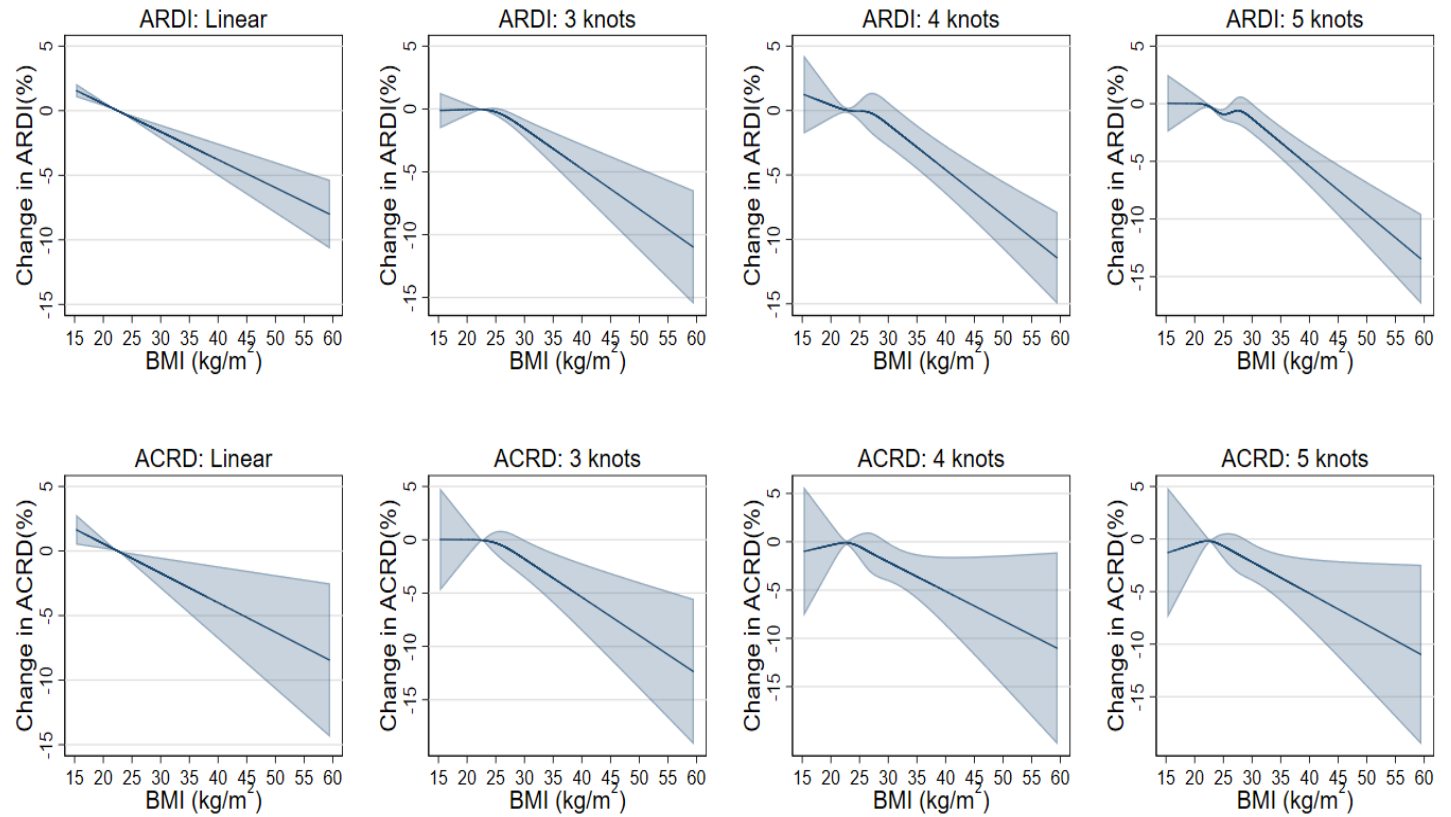 ARDI: Linear
ARDI: 3 knots
ARDI: 4 knots
ARDI: 5 knots
Change in ARDI(%)
5
0
-5
-10
-15
15 20 25 30 35 40 45 50 55 60
BMI (kg/m²)
Change in ARDI(%)
5
0
-5
-10
-15
15 20 25 30 35 40 45 50 55 60
BMI (kg/m²)
Change in ARDI(%)
5
0
-5
-10
-15
15 20 25 30 35 40 45 50 55 60
BMI (kg/m²)
Change in ARDI(%)
5
0
-5
-10
-15
15 20 25 30 35 40 45 50 55 60
BMI (kg/m²)
ACRD: Linear
ACRD: 3 knots
ACRD: 4 knots
ACRD: 5 knots
Change in ACRD(%)
5
0
-5
-10
-15
15 20 25 30 35 40 45 50 55 60
BMI (kg/m²)
Change in ACRD(%)
5
0
-5
-10
-15
15 20 25 30 35 40 45 50 55 60
BMI (kg/m²)
Change in ACRD(%)
5
0
-5
-10
-15
15 20 25 30 35 40 45 50 55 60
BMI (kg/m²)
Change in ACRD(%)
5
0
-5
-10
-15
15 20 25 30 35 40 45 50 55 60
BMI (kg/m²)